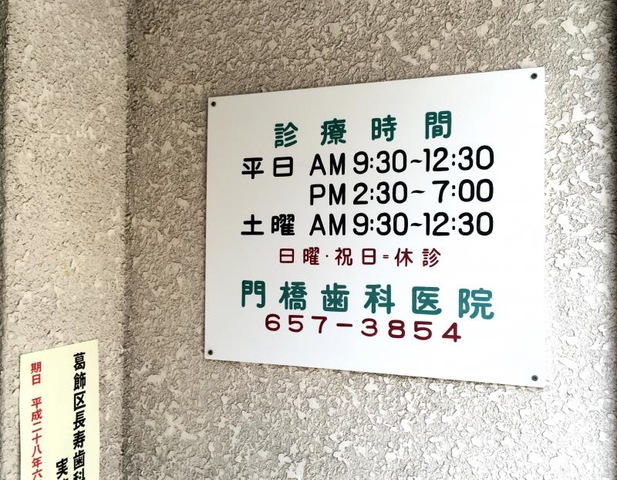 診療時間
平日 AM 9:30~12:30
PM 2:30~7:00
土曜 AM 9:30~12:30
日曜・祝日=休診
門橋歯科医院
657-3854
葛飾区長寿歯科
実
期日 平成二十八年六